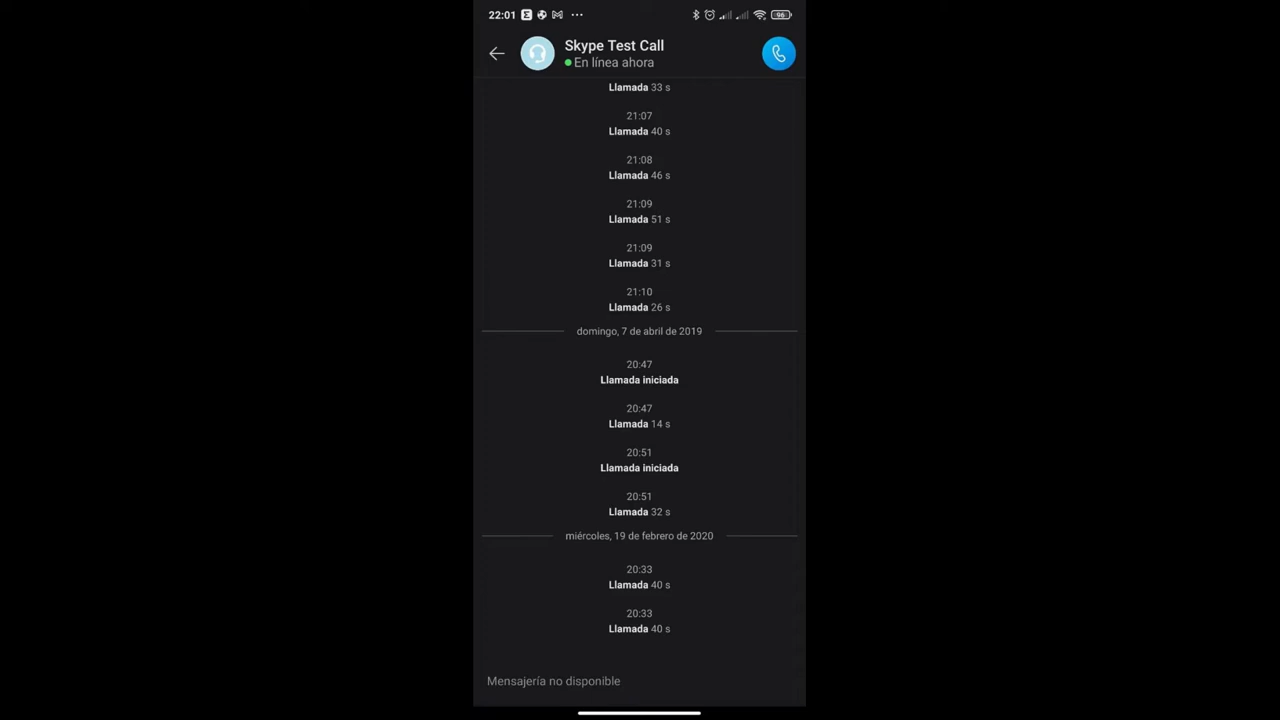 22:01
96
Skype Test Call
En línea ahora
Llamada 33 s
21:07
Llamada 40 s
21:08
Llamada 46 s
21:09
Llamada 51 s
21:09
Llamada 31 s
21:10
Llamada 26 s
domingo, 7 de abril de 2019
20:47
Llamada iniciada
20:47
Llamada 14 s
20:51
Llamada iniciada
20:51
Llamada 32 s
miércoles, 19 de febrero de 2020
20:33
Llamada 40 s
20:33
Llamada 40 s
Mensajería no disponible